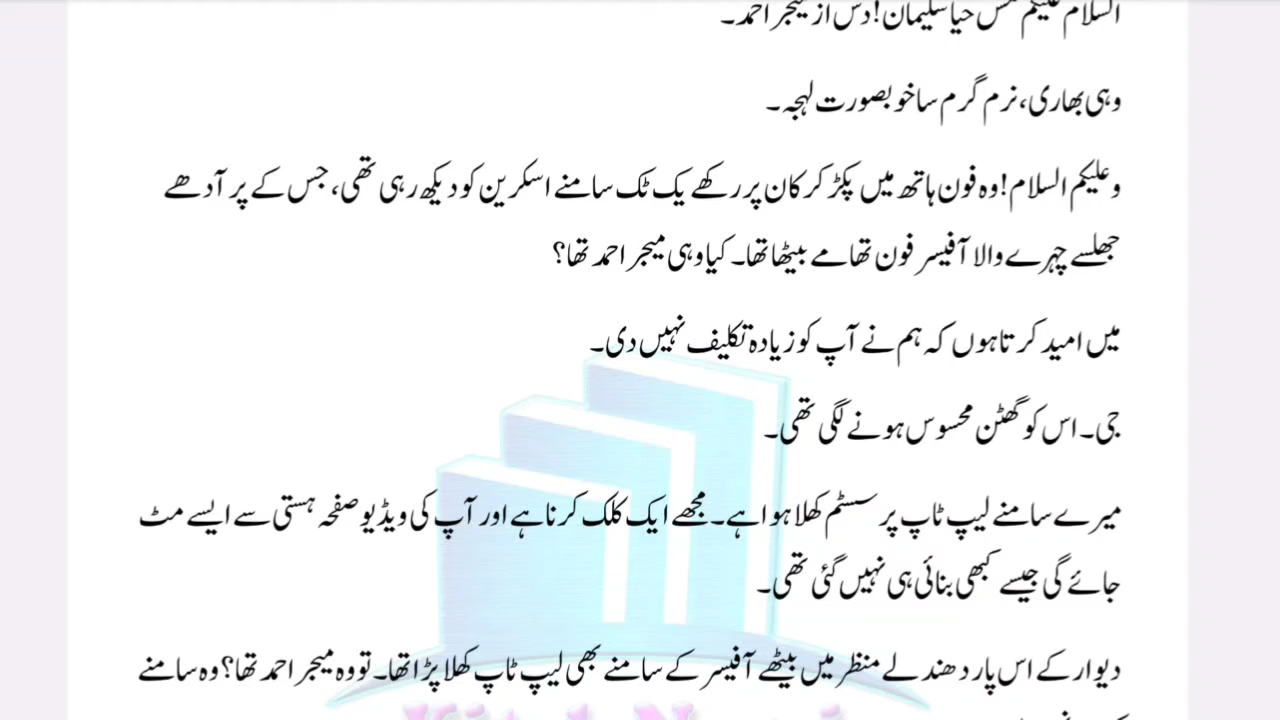 السلام علیکم مس حیا سلیمان! دس از میجر احمد۔
وہی بھاری، نرم گرم سا خوبصورت لہجہ۔
وعلیکم السلام! وہ فون ہاتھ میں پکڑ کر کان پر رکھے یک ٹک سامنے اسکرین کو دیکھ رہی تھی، جس کے پر آدھے
جھلسے چہرے والا آفیسر فون تھامے بیٹھا تھا۔ کیا وہی میجر احمد تھا؟
میں امید کرتا ہوں کہ ہم نے آپ کو زیادہ تکلیف نہیں دی۔
جی۔ اس کو گھٹن محسوس ہونے لگی تھی۔
میرے سامنے لیپ ٹاپ پر سسٹم کھلا ہوا ہے۔ مجھے ایک کلک کرنا ہے اور آپ کی ویڈیو صفحہ ہستی سے ایسے مٹ
جائے گی جیسے کبھی بنائی ہی نہیں گئی تھی۔
دیوار کے اس پار دھندلے منظر میں بیٹھے آفیسر کے سامنے بھی لیپ ٹاپ کھلا پڑا تھا۔ تو وہ میجر احمد تھا؟ وہ سامنے